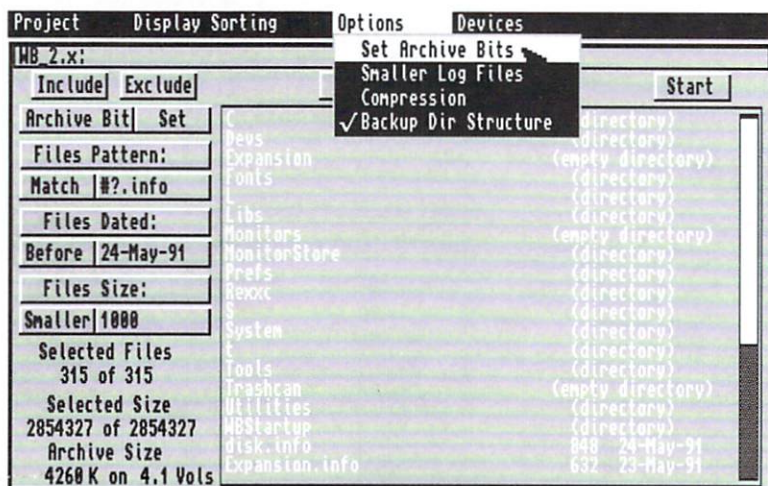 Project Display Sorting Options Devices
WB_2.x:
Set Archive Bits
Smaller Log Files
Compression
✓Backup Dir Structure
Include Exclude Start
Archive Bit Set
Files Pattern:
Match #?.info
Files Dated:
Before 24-May-91
Files Size:
Smaller 1000
Selected Files
315 of 315
Selected Size
2854327 of 2854327
Archive Size
4260K on 4.1 Vols
C (directory)
Devs (directory)
Expansion (empty directory)
Fonts (directory)
L (directory)
Libs (directory)
Monitors (empty directory)
MonitorStore (directory)
Prefs (directory)
Rexxc (directory)
S (directory)
System (directory)
t (directory)
Tools (directory)
Trashcan (empty directory)
Utilities (directory)
WBStartup (directory)
disk.info 848 24-May-91
Expansion.info 632 23-May-91